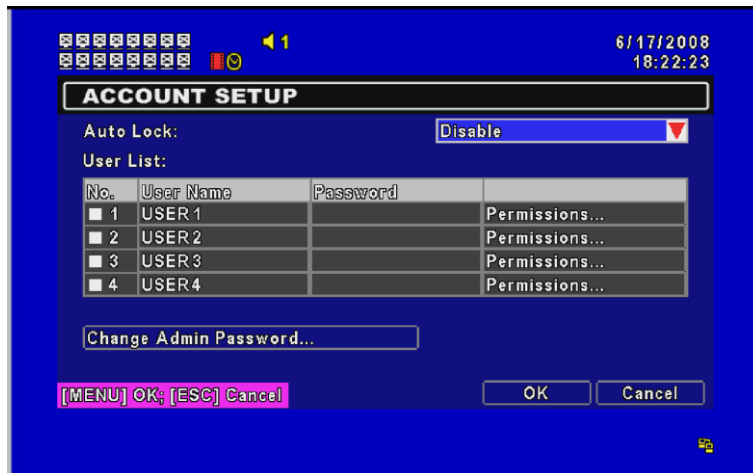 1
6/17/2008
18:22:23
ACCOUNT SETUP
Auto Lock: Disable
User List:
No. User Name Password
1 USER1 Permissions...
2 USER2 Permissions...
3 USER3 Permissions...
4 USER4 Permissions...
Change Admin Password...
[MENU] OK; [ESC] Cancel OK Cancel